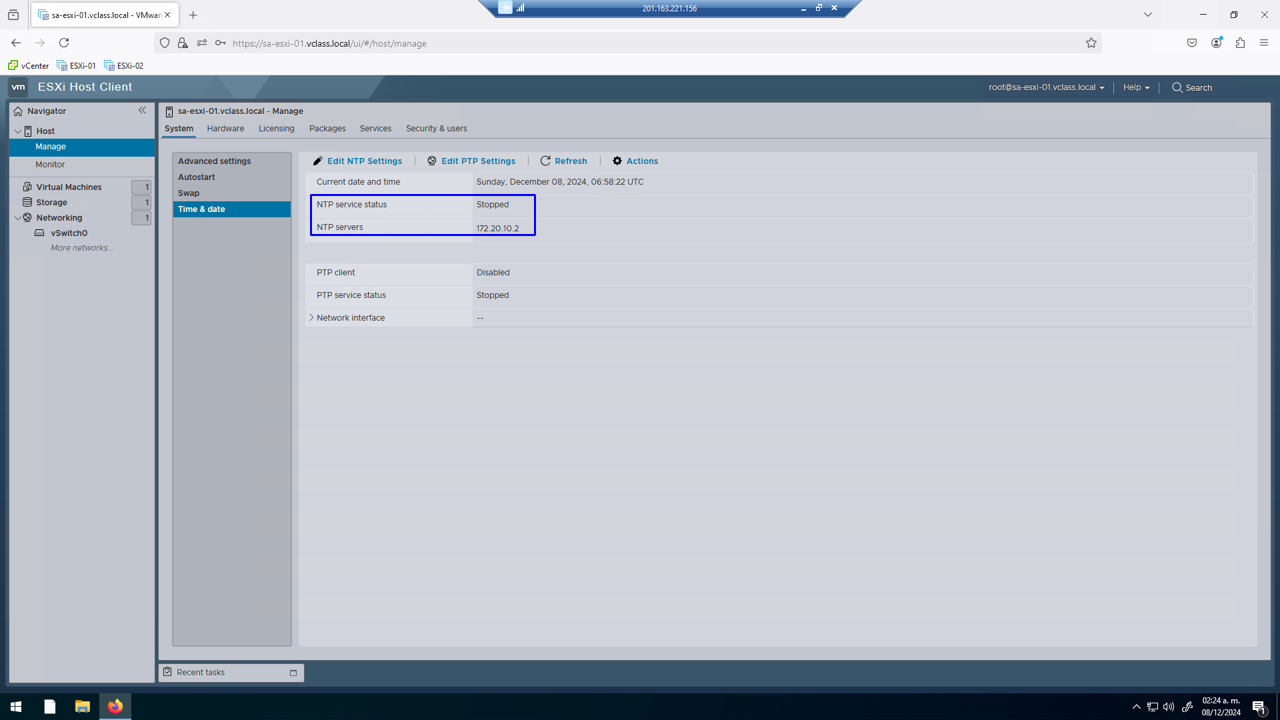 sa-esxi-01.vclass.local - VMwar
201.163.221.156
https://sa-esxi-01.vclass.local/ui/#/host/manage
vCenter ESXi-01 ESXi-02
vm ESXi Host Client root@sa-esxi-01.vclass.local Help Search
Navigator
Host
Manage
Monitor
Virtual Machines 1
Storage 1
Networking 1
vSwitch0
More networks...
sa-esxi-01.vclass.local - Manage
System Hardware Licensing Packages Services Security & users
Advanced settings
Autostart
Swap
Time & date
Edit NTP Settings Edit PTP Settings Refresh Actions
Current date and time Sunday, December 08, 2024, 06:58:22 UTC
NTP service status Stopped
NTP servers 172.20.10.2
PTP client Disabled
PTP service status Stopped
Network interface --
Recent tasks
02:24 a. m.
08/12/2024
1